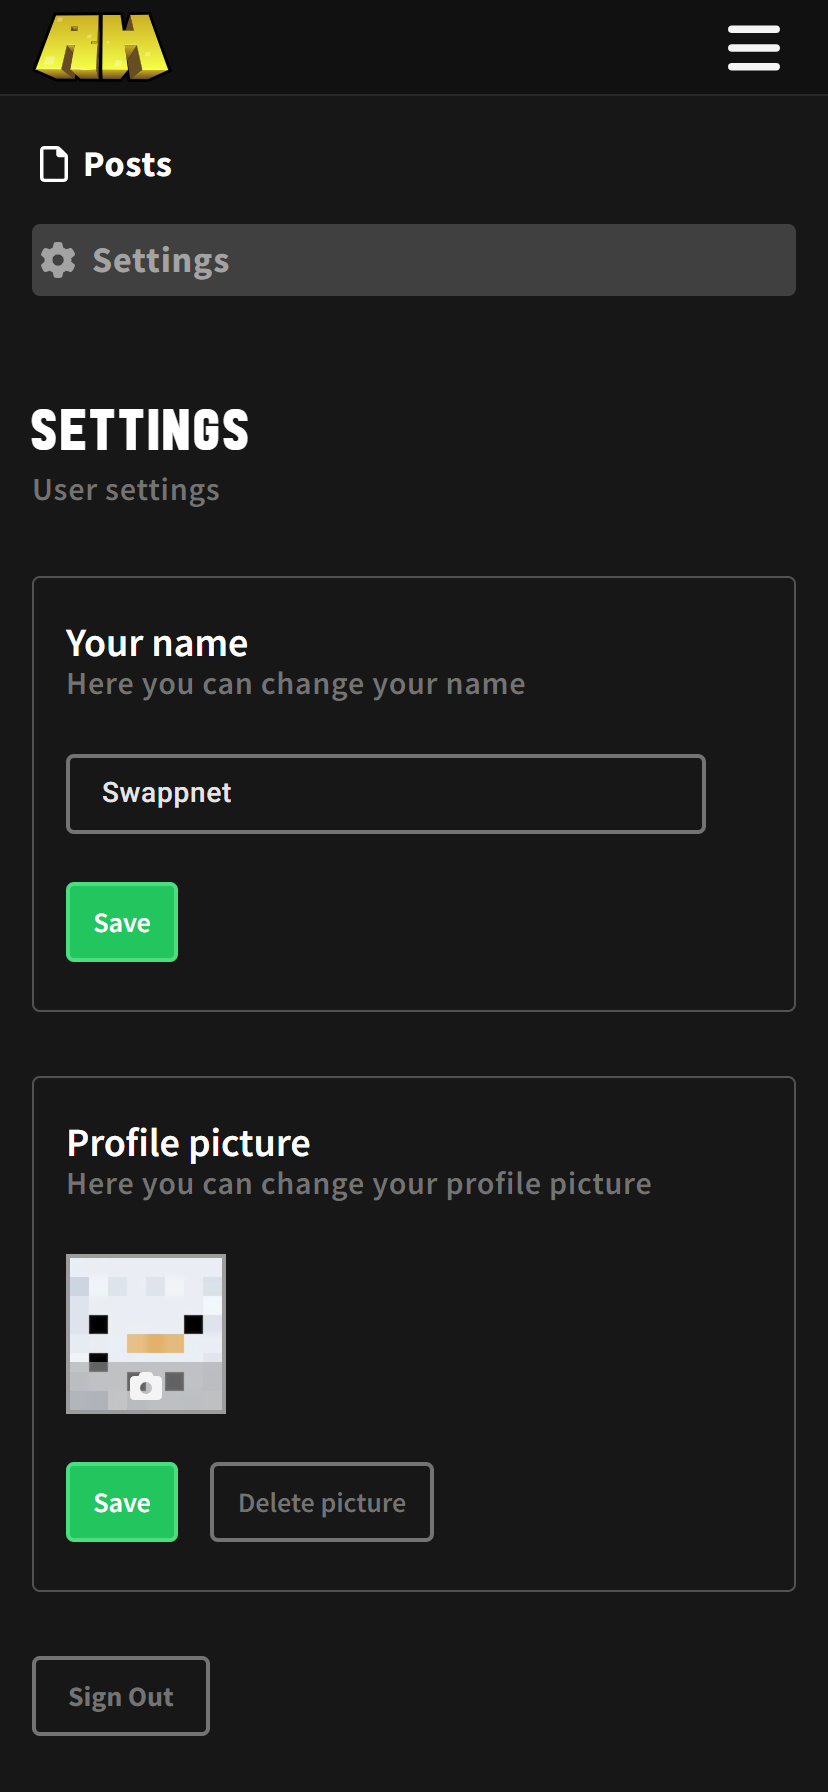 AH
Posts
Settings
SETTINGS
User settings
Your name
Here you can change your name
Swappnet
Save
Profile picture
Here you can change your profile picture
Save
Delete picture
Sign Out